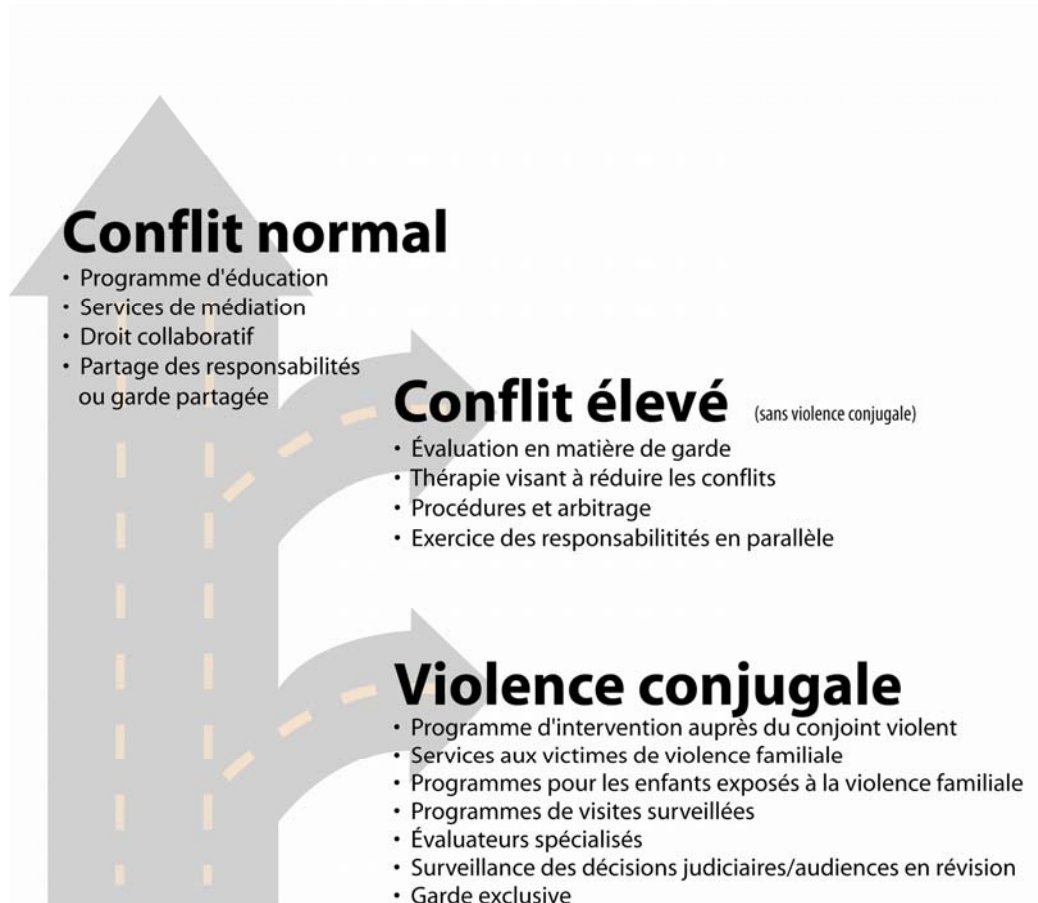 Conflit normal
• Programme d'éducation
• Services de médiation
• Droit collaboratif
• Partage des responsabilités
ou garde partagée
Conflit élevé (sans violence conjugale)
• Évaluation en matière de garde
• Thérapie visant à réduire les conflits
• Procédures et arbitrage
• Exercice des responsabilitités en parallèle
Violence conjugale
• Programme d'intervention auprès du conjoint violent
• Services aux victimes de violence familiale
• Programmes pour les enfants exposés à la violence familiale
• Programmes de visites surveillées
• Évaluateurs spécialisés
• Surveillance des décisions judiciaires/audiences en révision
• Garde exclusive